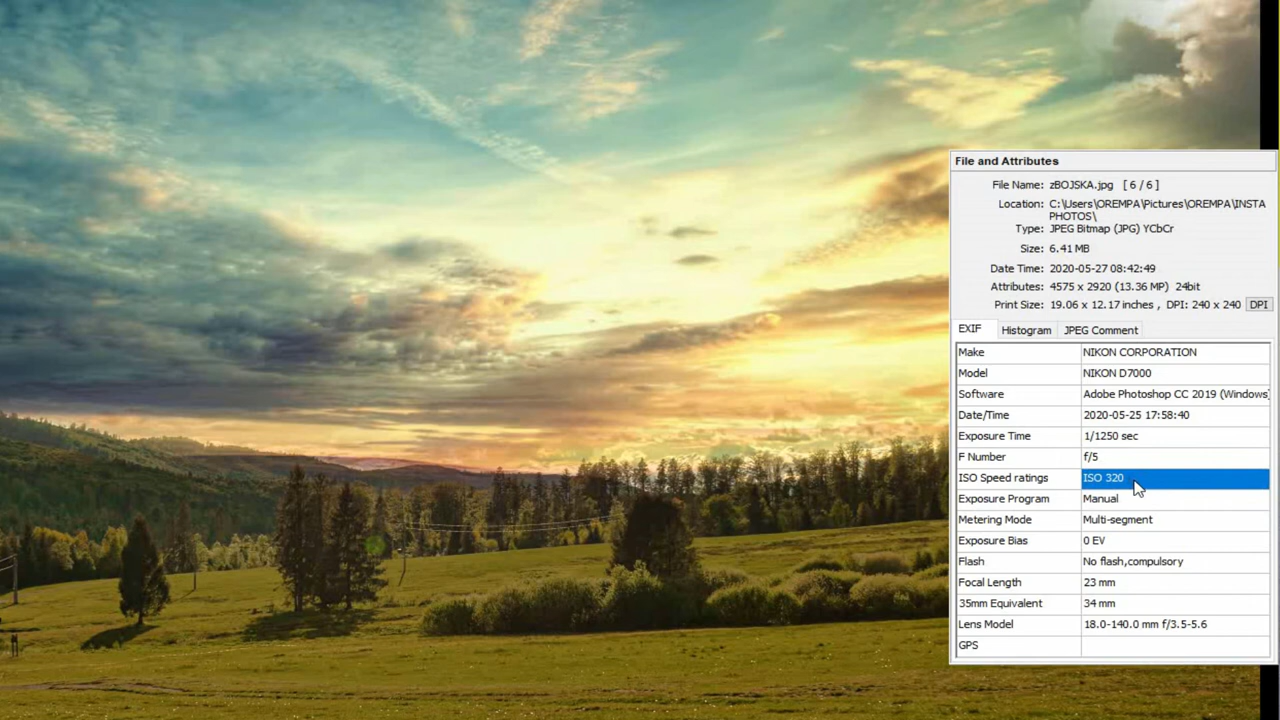 File and Attributes
File Name: zBOJSKA.jpg [ 6 / 6 ]
Location: C:\Users\OREMPA\Pictures\OREMPA\INSTA
PHOTOS\
Type: JPEG Bitmap (JPG) YCbCr
Size: 6.41 MB
Date Time: 2020-05-27 08:42:49
Attributes: 4575 x 2920 (13.36 MP) 24bit
Print Size: 19.06 x 12.17 inches , DPI: 240 x 240 DPI
EXIF Histogram JPEG Comment
Make NIKON CORPORATION
Model NIKON D7000
Software Adobe Photoshop CC 2019 (Windows)
Date/Time 2020-05-25 17:58:40
Exposure Time 1/1250 sec
F Number f/5
ISO Speed ratings ISO 320
Exposure Program Manual
Metering Mode Multi-segment
Exposure Bias 0 EV
Flash No flash,compulsory
Focal Length 23 mm
35mm Equivalent 34 mm
Lens Model 18.0-140.0 mm f/3.5-5.6
GPS